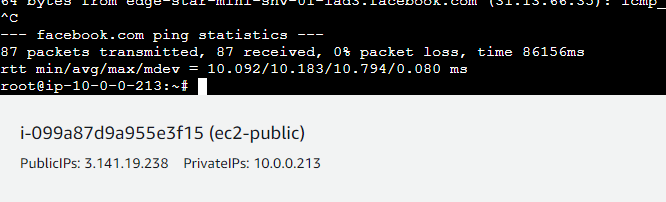 64 bytes from edge-star-mini-shv-01-iad3.facebook.com (31.13.66.35): icmp_
^C
--- facebook.com ping statistics ---
87 packets transmitted, 87 received, 0% packet loss, time 86156ms
rtt min/avg/max/mdev = 10.092/10.183/10.794/0.080 ms
root@ip-10-0-0-213:~#
i-099a87d9a955e3f15 (ec2-public)
PublicIPs: 3.141.19.238 PrivateIPs: 10.0.0.213